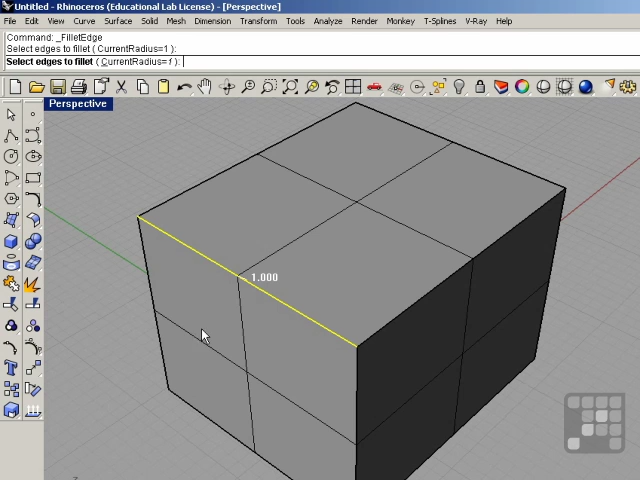 Untitled - Rhinoceros (Educational Lab License) - [Perspective]
File Edit View Curve Surface Solid Mesh Dimension Transform Tools Analyze Render Monkey T-Splines V-Ray Help
Command: _FilletEdge
Select edges to fillet ( CurrentRadius=1 ):
Select edges to fillet ( CurrentRadius=1 ):
Perspective
1.000